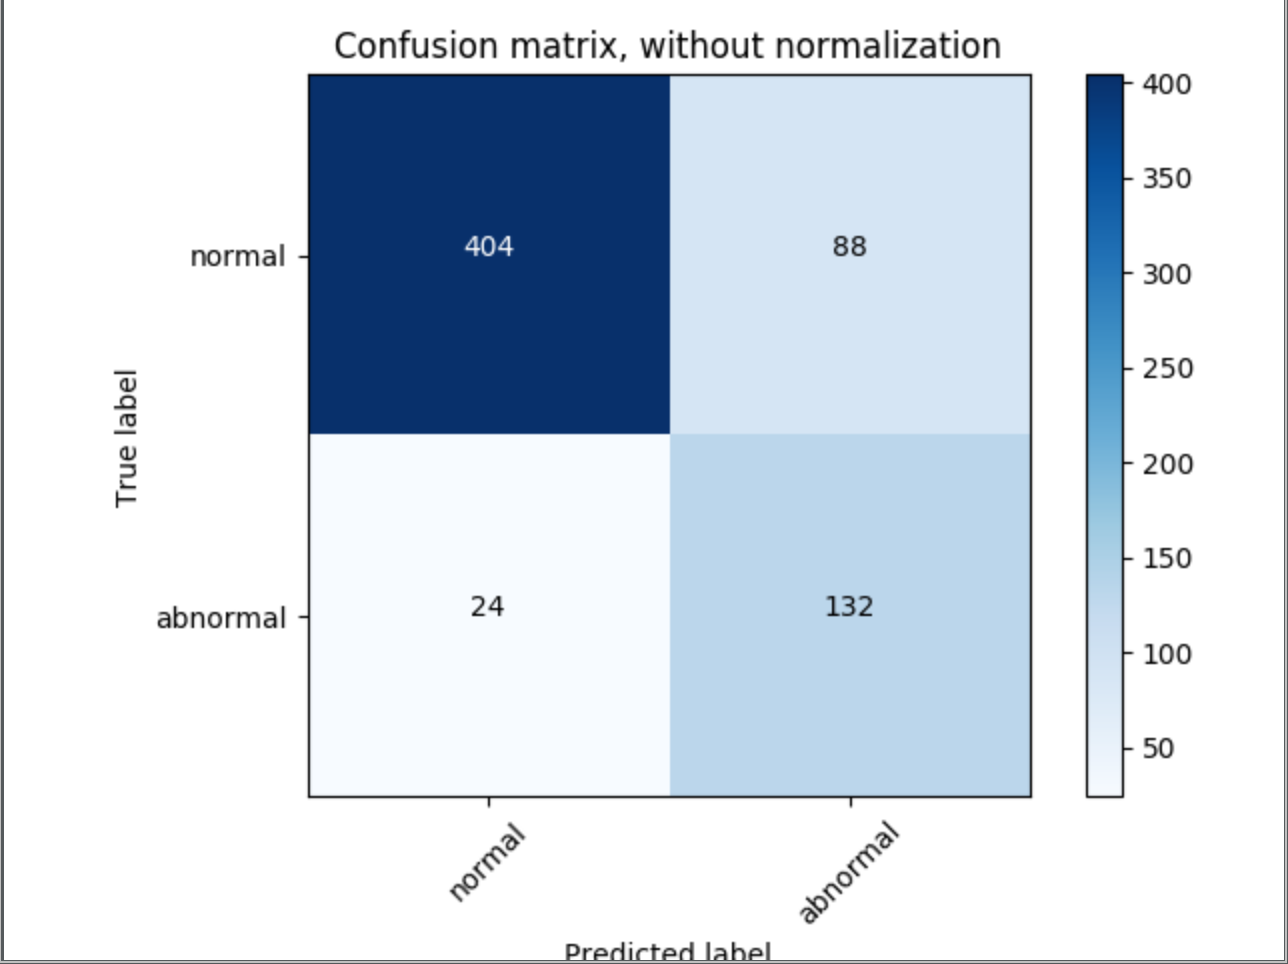 Confusion matrix, without normalization
400
350
300
250
200
150
100
50
normal
404
88
True label
abnormal
24
132
normal
abnormal
Predicted label